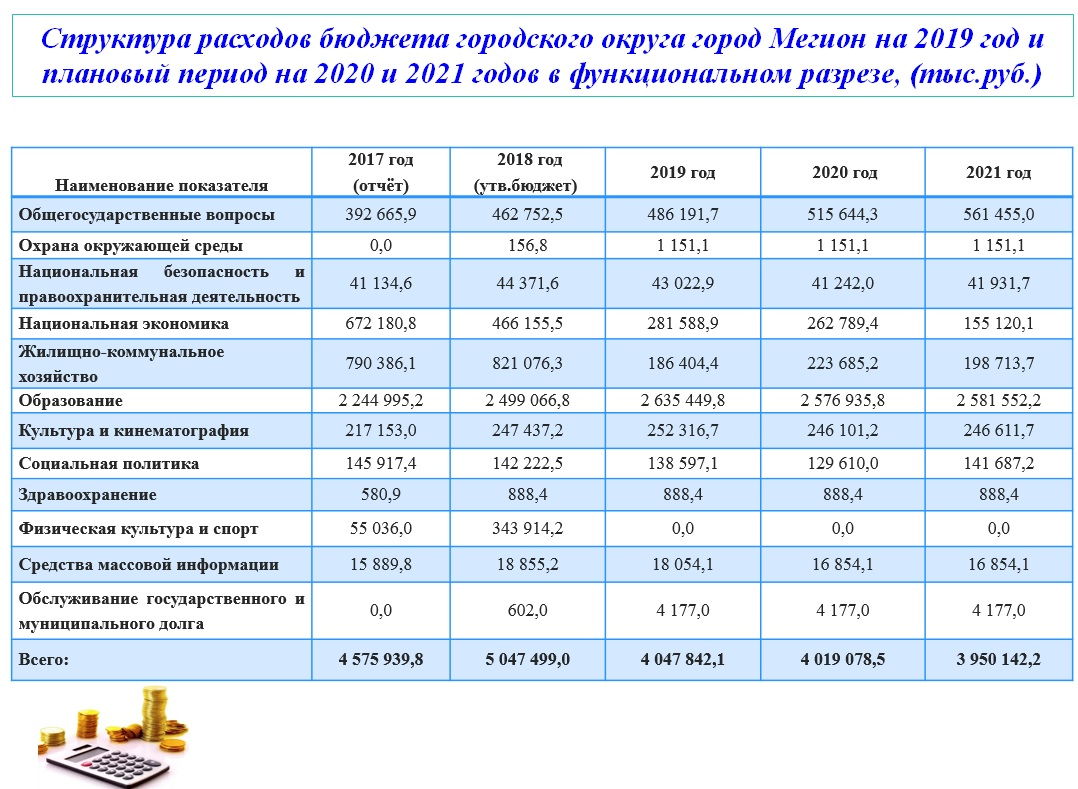 Структура расходов бюджета городского округа город Мегион на 2019 год и
плановый период на 2020 и 2021 годов в функциональном разрезе, (тыс.руб.)
Наименование показателя 2017 год (отчёт) 2018 год (утв.бюджет) 2019 год 2020 год 2021 год
Общегосударственные вопросы 392 665,9 462 752,5 486 191,7 515 644,3 561 455,0
Охрана окружающей среды 0,0 156,8 1 151,1 1 151,1 1 151,1
Национальная безопасность и
правоохранительная деятельность 41 134,6 44 371,6 43 022,9 41 242,0 41 931,7
Национальная экономика 672 180,8 466 155,5 281 588,9 262 789,4 155 120,1
Жилищно-коммунальное
хозяйство 790 386,1 821 076,3 186 404,4 223 685,2 198 713,7
Образование 2 244 995,2 2 499 066,8 2 635 449,8 2 576 935,8 2 581 552,2
Культура и кинематография 217 153,0 247 437,2 252 316,7 246 101,2 246 611,7
Социальная политика 145 917,4 142 222,5 138 597,1 129 610,0 141 687,2
Здравоохранение 580,9 888,4 888,4 888,4 888,4
Физическая культура и спорт 55 036,0 343 914,2 0,0 0,0 0,0
Средства массовой информации 15 889,8 18 855,2 18 054,1 16 854,1 16 854,1
Обслуживание государственного и
муниципального долга 0,0 602,0 4 177,0 4 177,0 4 177,0
Всего: 4 575 939,8 5 047 499,0 4 047 842,1 4 019 078,5 3 950 142,2